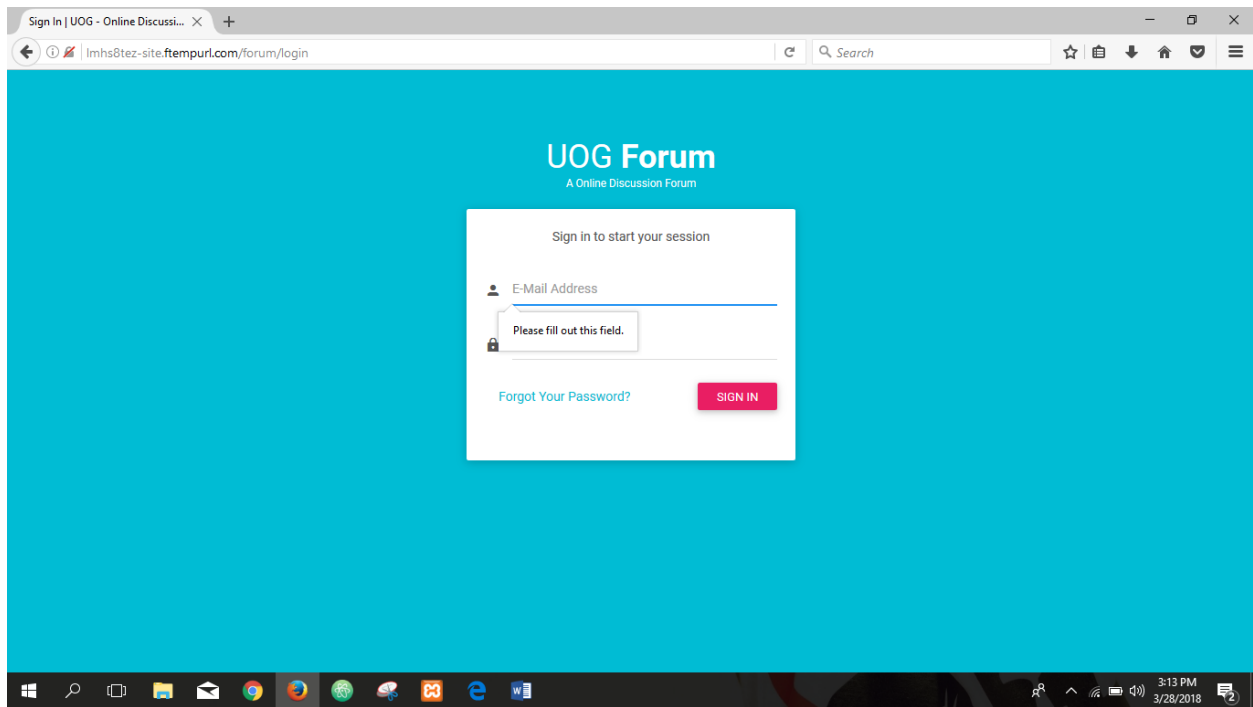 Sign In | UOG - Online Discussi...
lmhs8tez-site.ftempurl.com/forum/login
Search
UOG Forum
A Online Discussion Forum
Sign in to start your session
E-Mail Address
Please fill out this field.
Forgot Your Password?
SIGN IN
3:13 PM
3/28/2018
2